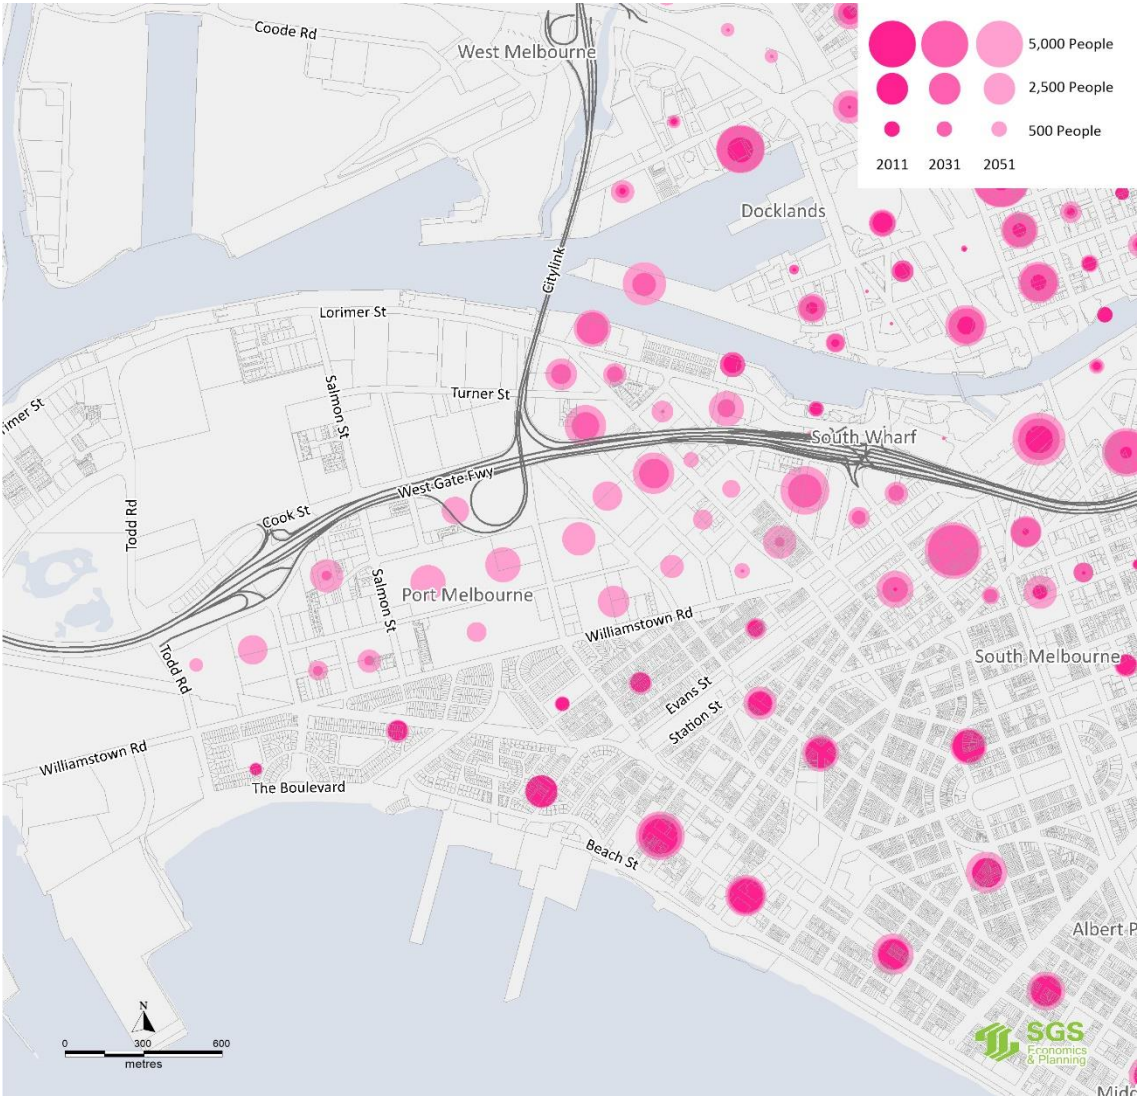 Coode Rd
West Melbourne
5,000 People
2,500 People
500 People
2011 2031 2051
Docklands
Citylink
Lorimer St
Salmon St
Turner St
rimer St
South Wharf
West Gate Fwy
Cook St
Todd Rd
Salmon St
Port Melbourne
Williamstown Rd
Todd Rd
South Melbourne
Evans St
Station St
Williamstown Rd
The Boulevard
Beach St
Albert P
N
0 300 600
metres
SGS
Economics
& Planning
Midd